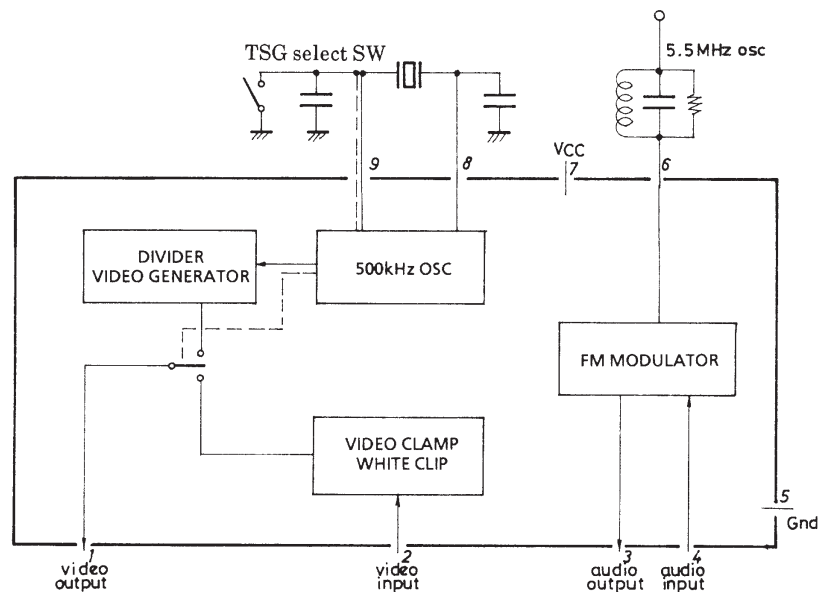 TSG select SW
5.5MHz osc
9
8
VCC
7
6
DIVIDER
VIDEO GENERATOR
500kHz OSC
FM MODULATOR
VIDEO CLAMP
WHITE CLIP
5
Gnd
1
video
output
2
video
input
3
audio
output
4
audio
input